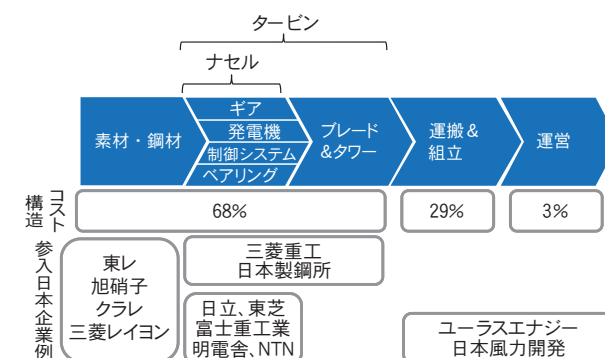 タービン
ナセル
素材・鋼材
ギア
発電機
制御システム
ベアリング
ブレード
&タワー
運搬&
組立
運営
コスト
構造
68%
29%
3%
参入日本企業例
東レ
旭硝子
クラレ
三菱レイヨン
三菱重工
日本製鋼所
日立、東芝
富士重工業
明電舎、NTN
ユーラスエナジー
日本風力開発